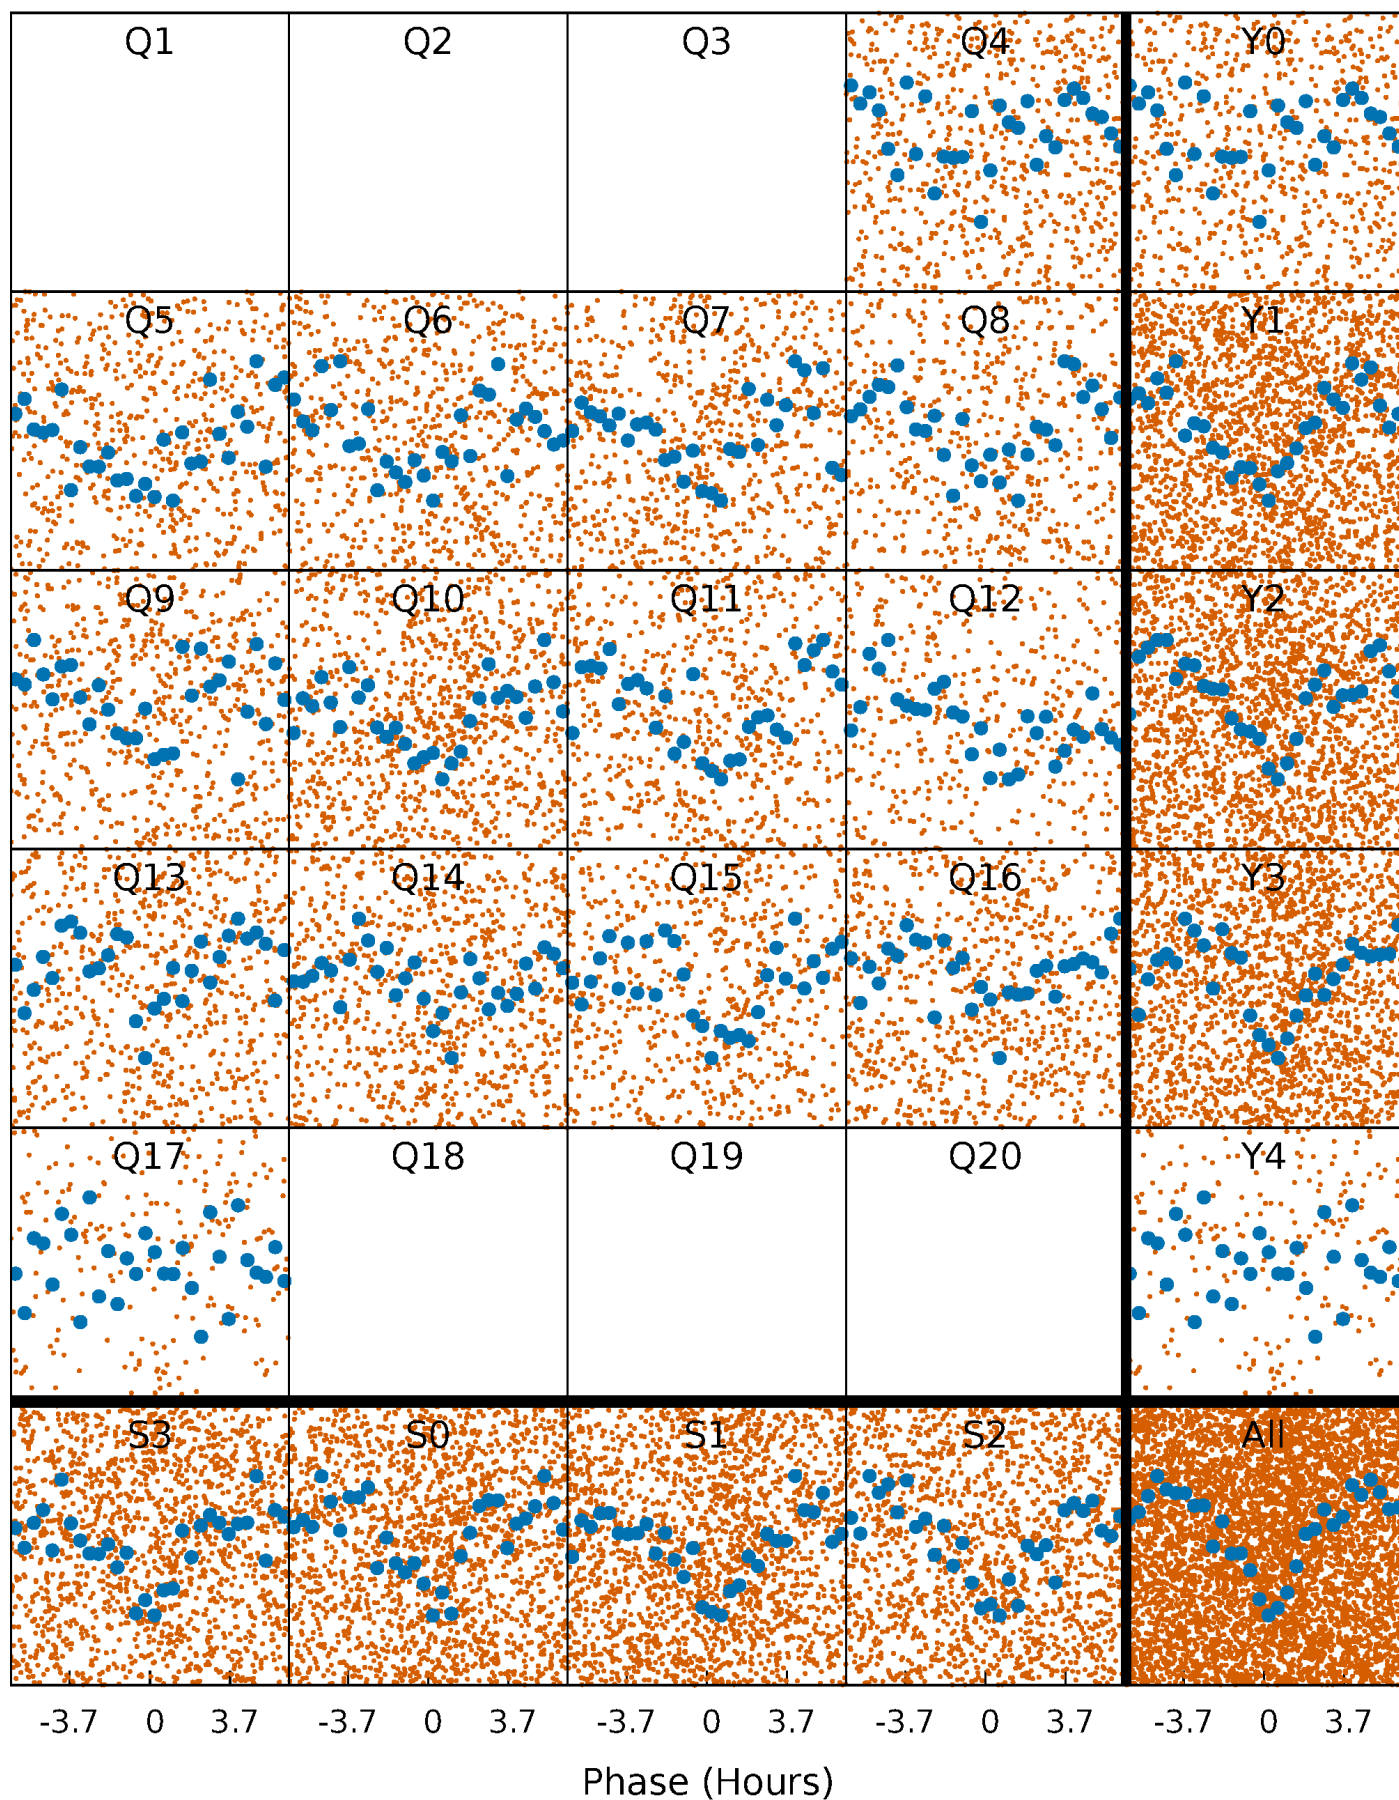 Q1 Q2 Q3 Q4 Y0
Q5 Q6 Q7 Q8 Y1
Q9 Q10 Q11 Q12 Y2
Q13 Q14 Q15 Q16 Y3
Q17 Q18 Q19 Q20 Y4
S3 S0 S1 S2 All
-3.7 0 3.7 -3.7 0 3.7 -3.7 0 3.7 -3.7 0 3.7 -3.7 0 3.7
Phase (Hours)